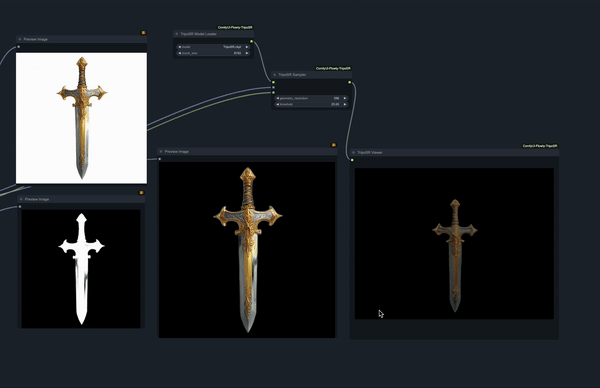 ComfyUI-Flowty-TripoSR
TripoSR Model Loader
model
TripoSR.ckpt
chunk_size
8192
Preview Image
ComfyUI-Flowty-TripoSR
TripoSR Sampler
geometry_resolution
256
threshold
25.00
Preview Image
ComfyUI-Flowty-TripoSR
TripoSR Viewer
Preview Image